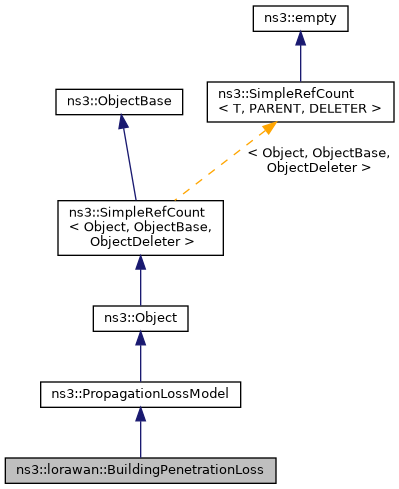 ns3::empty
ns3::SimpleRefCount
< T, PARENT, DELETER >
ns3::ObjectBase
< Object, ObjectBase,
ObjectDeleter >
ns3::SimpleRefCount
< Object, ObjectBase,
ObjectDeleter >
ns3::Object
ns3::PropagationLossModel
ns3::lorawan::BuildingPenetrationLoss